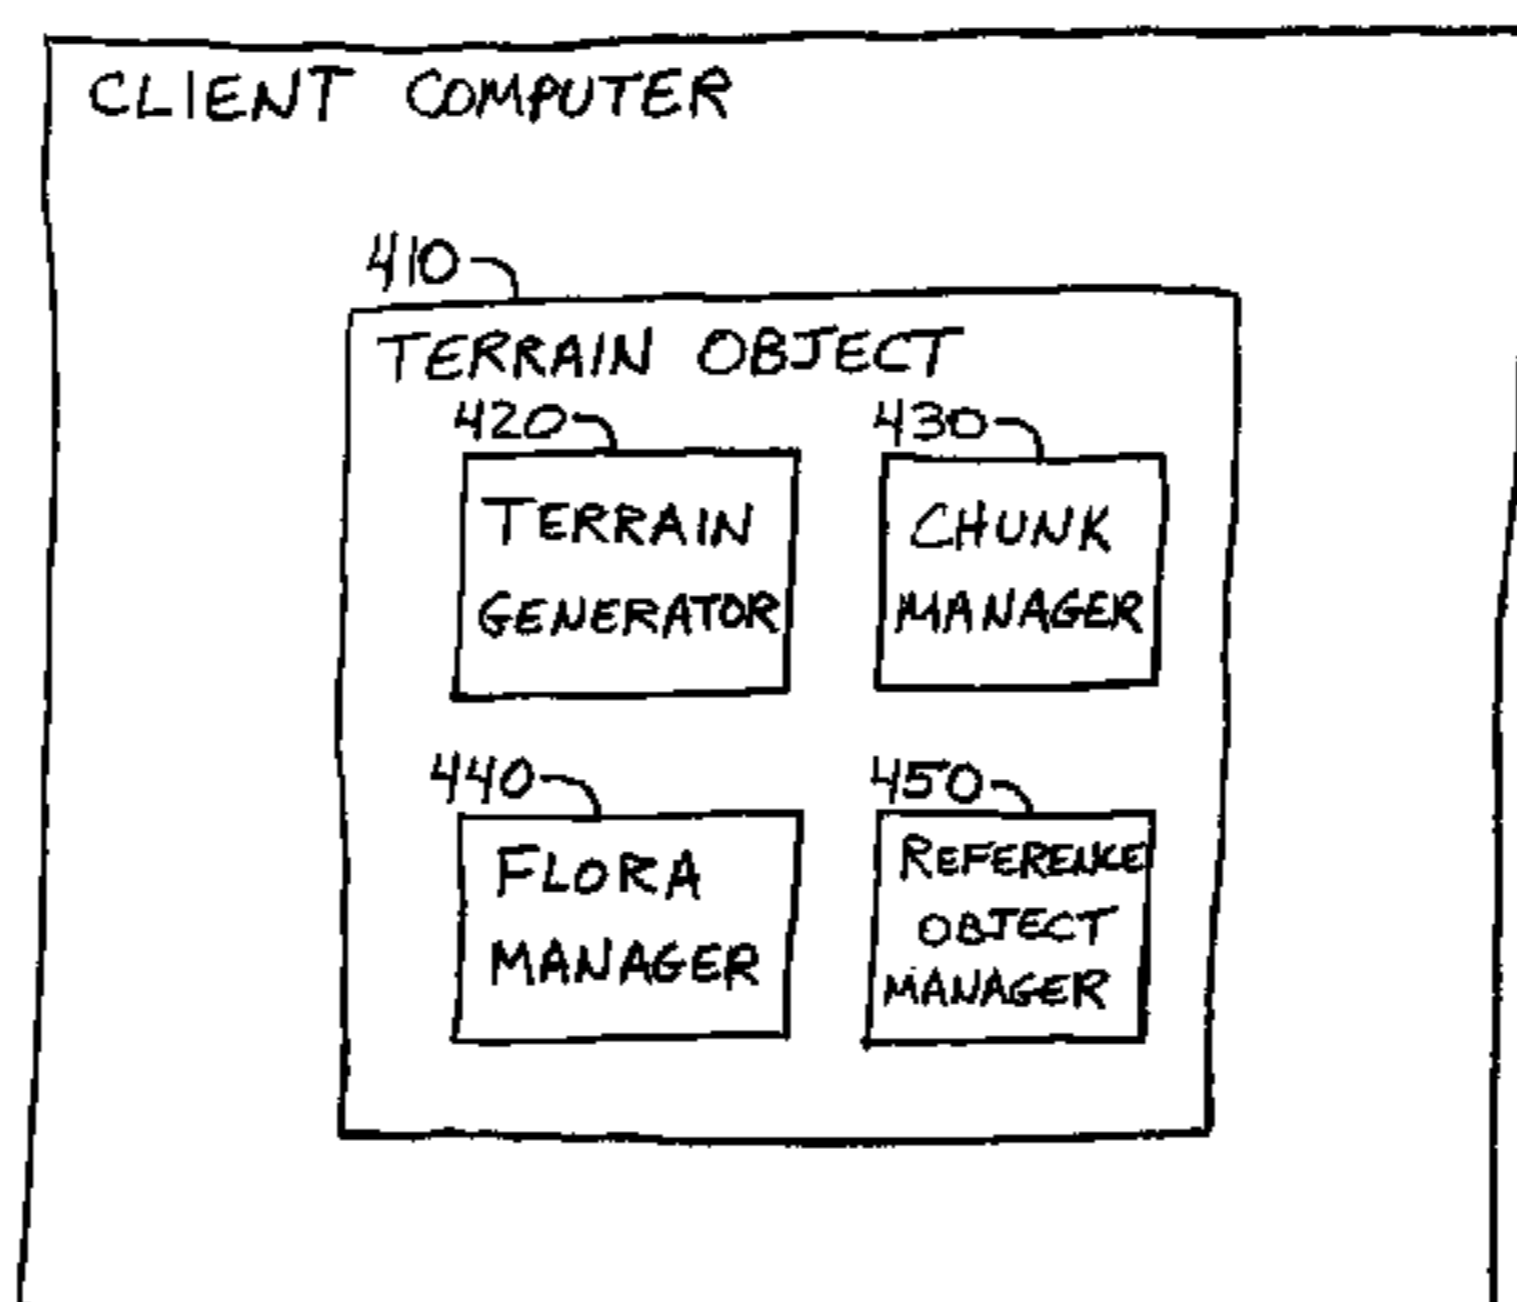 CLIENT COMPUTER
410
TERRAIN OBJECT
420
430
TERRAIN
GENERATOR
CHUNK
MANAGER
440
450
FLORA
MANAGER
REFERENCE
OBJECT
MANAGER